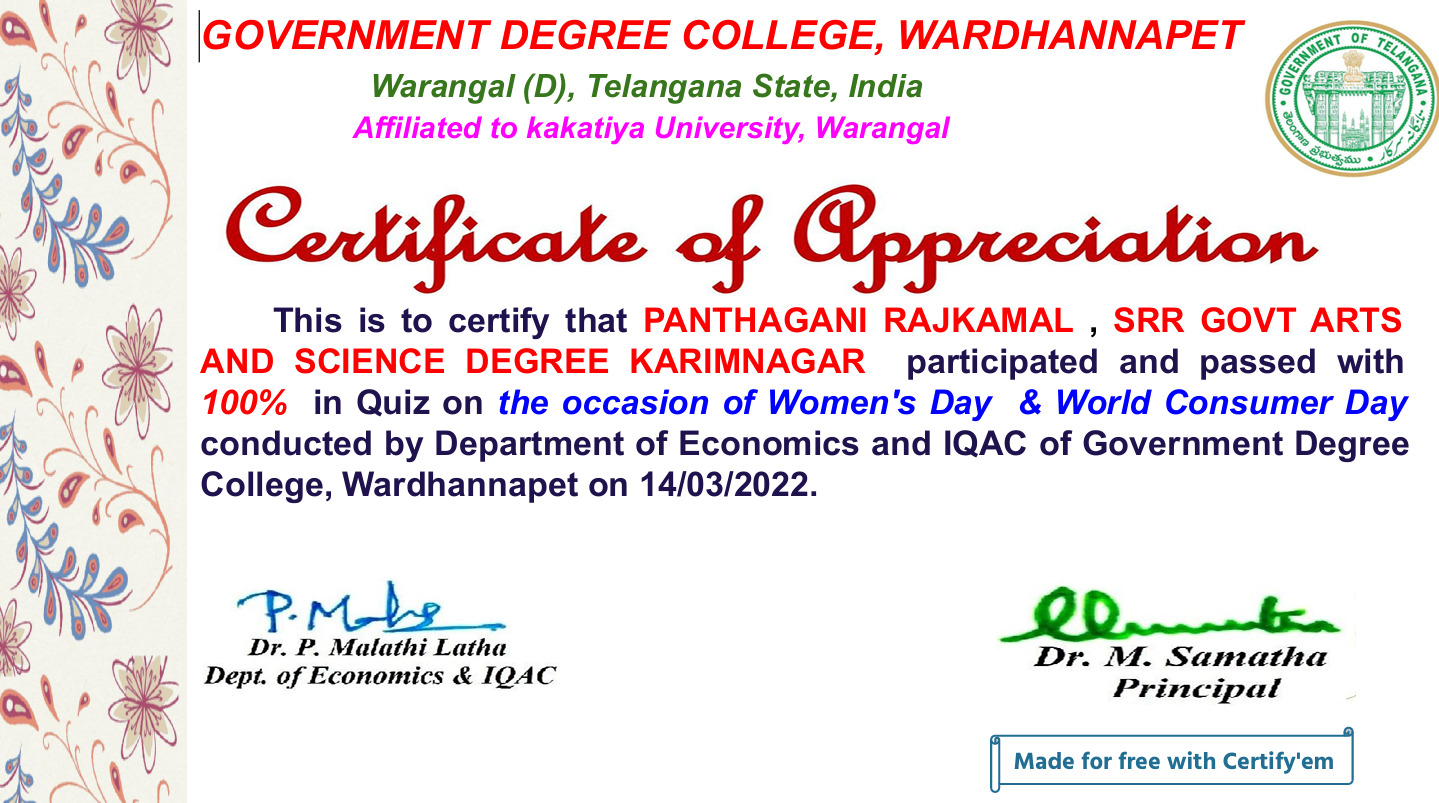 GOVERNMENT DEGREE COLLEGE, WARDHANNAPET
Warangal (D), Telangana State, India
Affiliated to kakatiya University, Warangal
GOVERNMENT OF TELANGANA
తెలంగాణ ప్రభుత్వము
Certificate of Appreciation
This is to certify that PANTHAGANI RAJKAMAL , SRR GOVT ARTS
AND SCIENCE DEGREE KARIMNAGAR participated and passed with
100% in Quiz on the occasion of Women's Day & World Consumer Day
conducted by Department of Economics and IQAC of Government Degree
College, Wardhannapet on 14/03/2022.
Dr. P. Malathi Latha
Dept. of Economics & IQAC
Dr. M. Samatha
Principal
Made for free with Certify'em